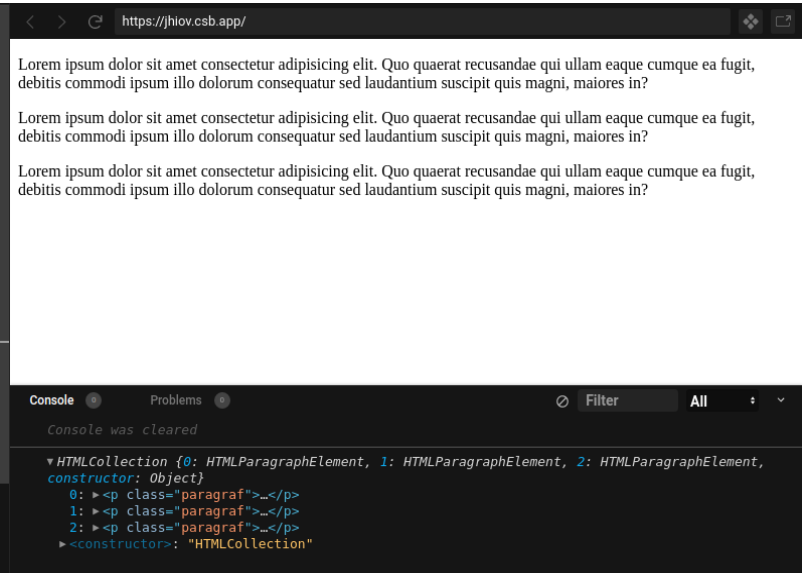 https://jhiov.csb.app/
Lorem ipsum dolor sit amet consectetur adipisicing elit. Quo quaerat recusandae qui ullam eaque cumque ea fugit,
debitis commodi ipsum illo dolorum consequatur sed laudantium suscipit quis magni, maiores in?
Lorem ipsum dolor sit amet consectetur adipisicing elit. Quo quaerat recusandae qui ullam eaque cumque ea fugit,
debitis commodi ipsum illo dolorum consequatur sed laudantium suscipit quis magni, maiores in?
Lorem ipsum dolor sit amet consectetur adipisicing elit. Quo quaerat recusandae qui ullam eaque cumque ea fugit,
debitis commodi ipsum illo dolorum consequatur sed laudantium suscipit quis magni, maiores in?
Console 0 Problems 0 Filter All
Console was cleared
▼HTMLCollection {0: HTMLParagraphElement, 1: HTMLParagraphElement, 2: HTMLParagraphElement,
constructor: Object}
0: ▶<p class="paragraf">…</p>
1: ▶<p class="paragraf">…</p>
2: ▶<p class="paragraf">…</p>
▶<constructor>: "HTMLCollection"